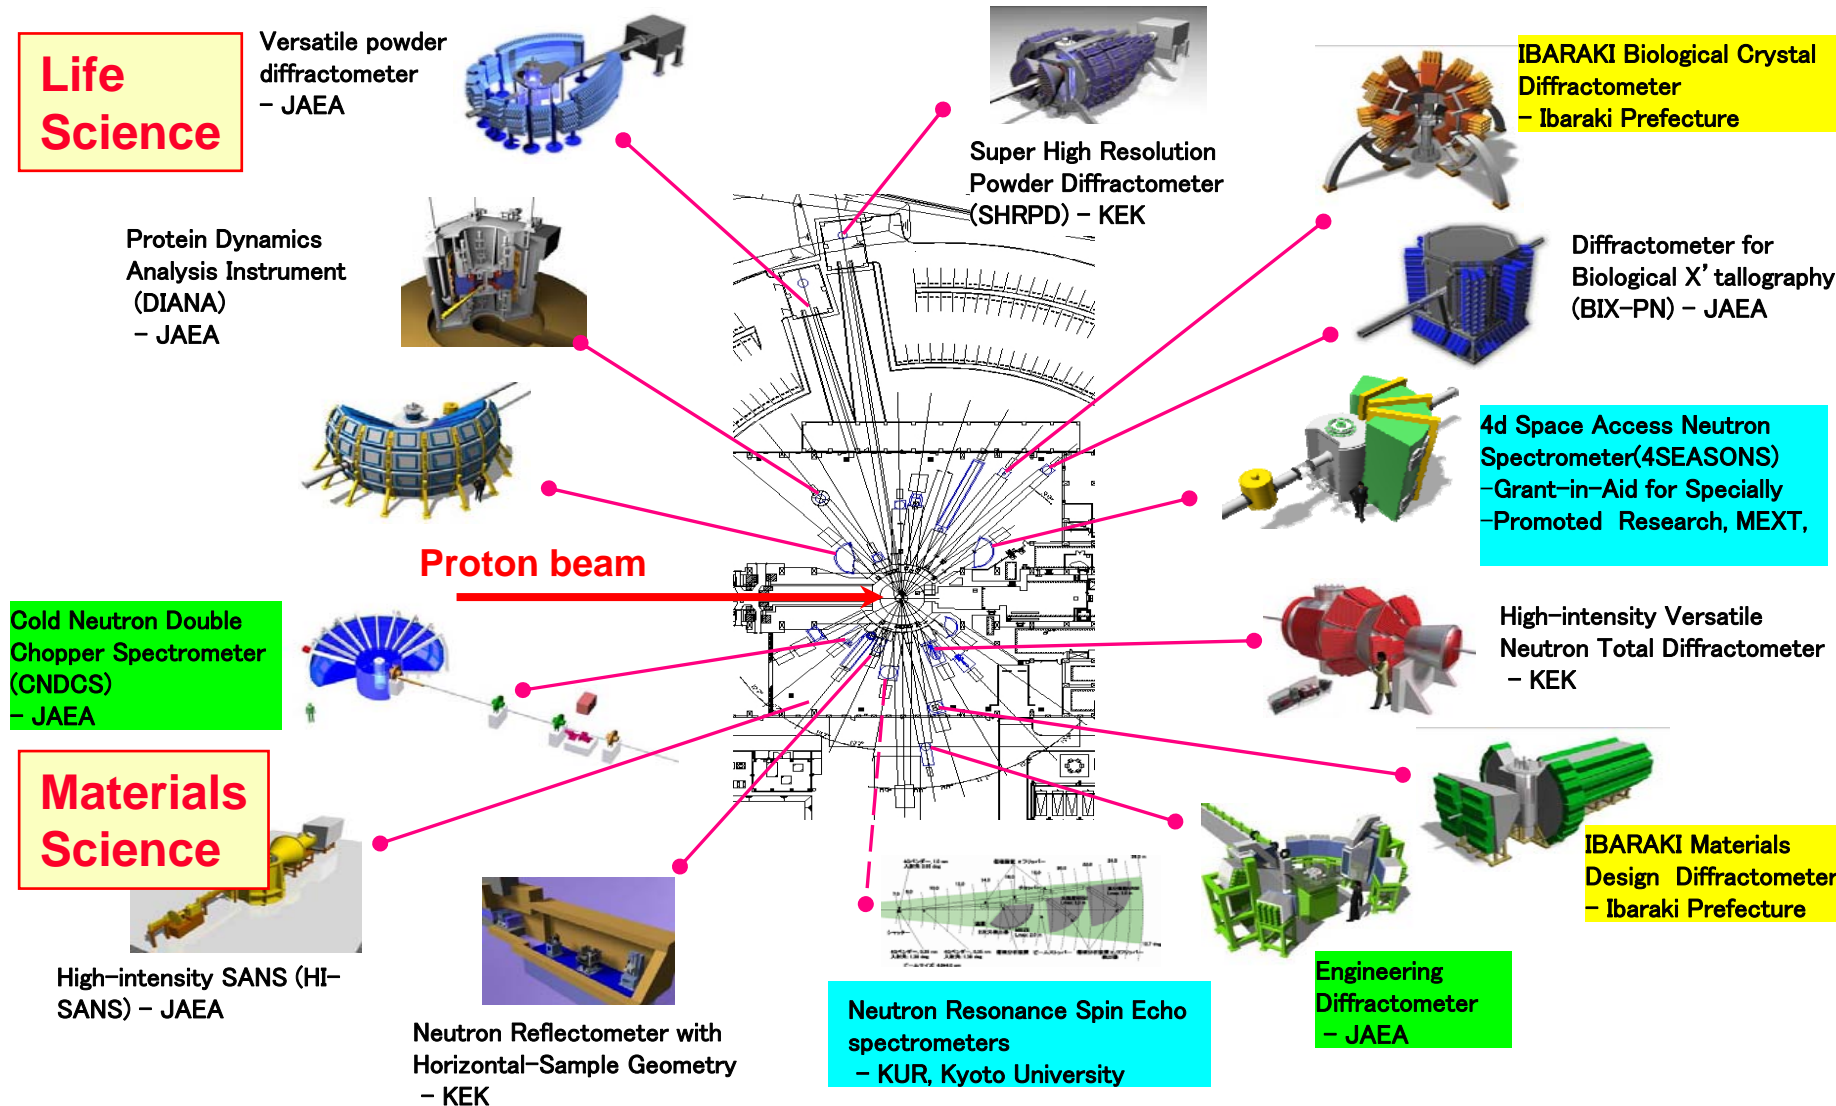 Life
Science
Versatile powder
diffractometer
- JAEA
Super High Resolution
Powder Diffractometer
(SHRPD) - KEK
IBARAKI Biological Crystal
Diffractometer
- Ibaraki Prefecture
Protein Dynamics
Analysis Instrument
(DIANA)
- JAEA
Diffractometer for
Biological X' tallography
(BIX-PN) - JAEA
4d Space Access Neutron
Spectrometer(4SEASONS)
-Grant-in-Aid for Specially
-Promoted Research, MEXT,
Proton beam
Cold Neutron Double
Chopper Spectrometer
(CNDCS)
- JAEA
High-intensity Versatile
Neutron Total Diffractometer
- KEK
Materials
Science
IBARAKI Materials
Design Diffractometer
- Ibaraki Prefecture
High-intensity SANS (HI-
SANS) - JAEA
Engineering
Diffractometer
- JAEA
Neutron Reflectometer with
Horizontal-Sample Geometry
- KEK
Neutron Resonance Spin Echo
spectrometers
- KUR, Kyoto University